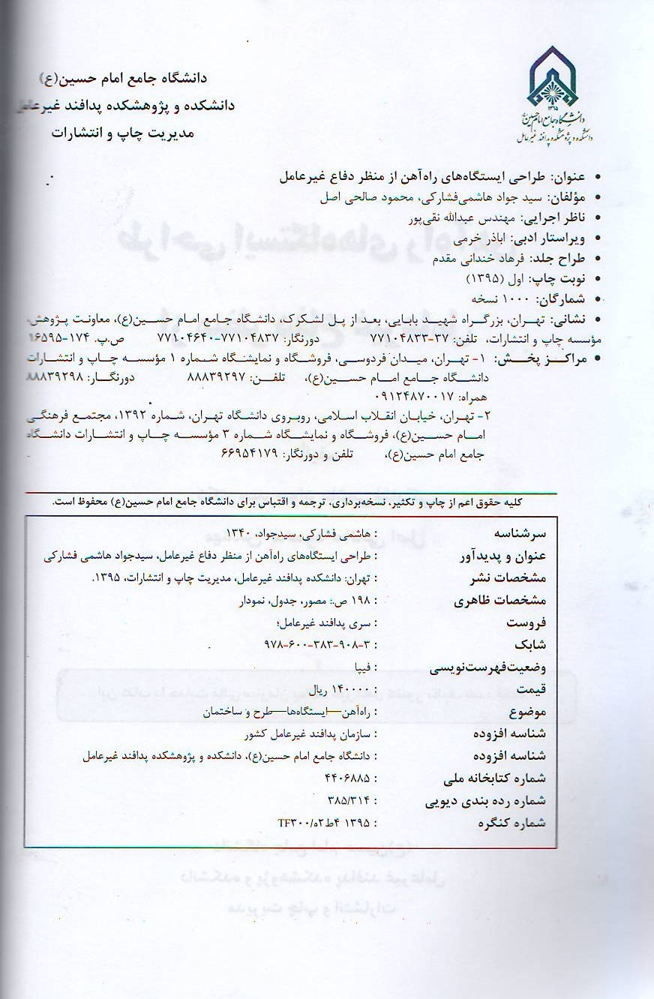 دانشگاه جامع امام حسین(ع)
دانشکده و پژوهشکده پدافند غیرعامل
مدیریت چاپ و انتشارات
۱۳۶۵
دانشگاه جامع امام حسین
دانشکده و پژوهشکده پدافند غیرعامل
• عنوان: طراحی ایستگاه‌های راه‌آهن از منظر دفاع غیرعامل
• مؤلفان: سید جواد هاشمی‌فشارکی، محمود صالحی اصل
• ناظر اجرایی: مهندس عبدالله نقی‌پور
• ویراستار ادبی: اباذر خرمی
• طراح جلد: فرهاد خندانی مقدم
• نوبت چاپ: اول (۱۳۹۵)
• شمارگان: ۱۰۰۰ نسخه
• نشانی: تهران، بزرگراه شهید بابایی، بعد از پل لشکرک، دانشگاه جامع امام حسین(ع)، معاونت پژوهش،
مؤسسه چاپ و انتشارات، تلفن: ۳۷-۷۷۱۰۴۸۳۳ دورنگار: ۷۷۱۰۴۸۳۷-۷۷۱۰۴۶۴۰ ص.پ. ۱۷۴-۱۶۵۹۵
• مراکـز پخش: ۱- تهران، میدان فردوسی، فروشگاه و نمایشگاه شماره ۱ مؤسسه چاپ و انتشارات
دانشگاه جامع امام حسین(ع)، تلفن: ۸۸۸۳۹۲۹۷ دورنگار: ۸۸۸۳۹۲۹۸
همراه: ۰۹۱۲۴۸۷۰۰۱۷
۲- تهران، خیابان انقلاب اسلامی، روبروی دانشگاه تهران، شماره ۱۳۹۲، مجتمع فرهنگی
امام حسین(ع)، فروشگاه و نمایشگاه شماره ۳ مؤسسه چاپ و انتشارات دانشگاه
جامع امام حسین(ع)، تلفن و دورنگار: ۶۶۹۵۴۱۷۹
کلیه حقوق اعم از چاپ و تکثیر، نسخه‌برداری، ترجمه و اقتباس برای دانشگاه جامع امام حسین(ع) محفوظ است.
سرشناسه : هاشمی فشارکی، سیدجواد، ۱۳۴۰
عنوان و پدیدآور : طراحی ایستگاه‌های راه‌آهن از منظر دفاع غیرعامل، سیدجواد هاشمی فشارکی
مشخصات نشر : تهران: دانشکده پدافند غیرعامل، مدیریت چاپ و انتشارات، ۱۳۹۵.
مشخصات ظاهری : ۱۹۸ ص.: مصور، جدول، نمودار
فروست : سری پدافند غیرعامل؛
شابک : ۹۷۸-۶۰۰-۳۸۳-۹۰۸-۳
وضعیت‌فهرست‌نویسی : فیپا
قیمت : ۱۴۰۰۰۰ ریال
موضوع : راه‌آهن—ایستگاه‌ها—طرح و ساختمان
شناسه افزوده : سازمان پدافند غیرعامل کشور
شناسه افزوده : دانشگاه جامع امام حسین(ع)، دانشکده و پژوهشکده پدافند غیرعامل
شماره کتابخانه ملی : ۴۴۰۶۸۸۵
شماره رده بندی دیویی : ۳۸۵/۳۱۴
شماره کنگره : ۱۳۹۵ ۴ط۲ه/TF۳۰۰